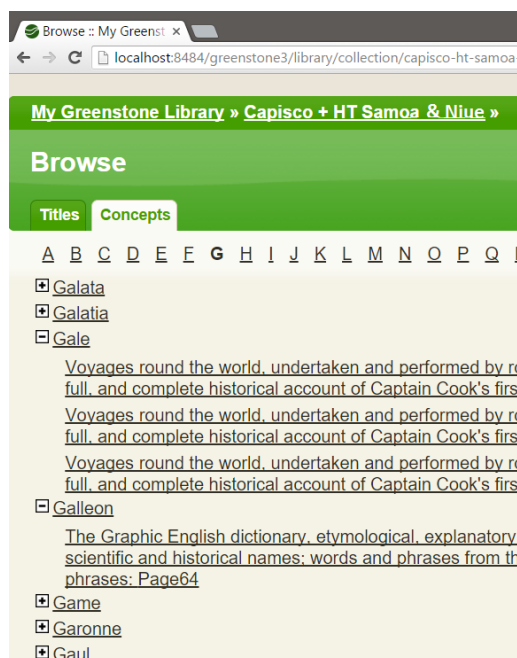 Browse :: My Greenst ×
localhost:8484/greenstone3/library/collection/capisco-ht-samoa-
My Greenstone Library » Capisco + HT Samoa & Niue »
Browse
Titles Concepts
A B C D E F G H I J K L M N O P Q
Galata
Galatia
Gale
Voyages round the world, undertaken and performed by ro
full, and complete historical account of Captain Cook's firs
Voyages round the world, undertaken and performed by ro
full, and complete historical account of Captain Cook's firs
Voyages round the world, undertaken and performed by ro
full, and complete historical account of Captain Cook's firs
Galleon
The Graphic English dictionary, etymological, explanatory
scientific and historical names; words and phrases from th
phrases: Page64
Game
Garonne
Gaul